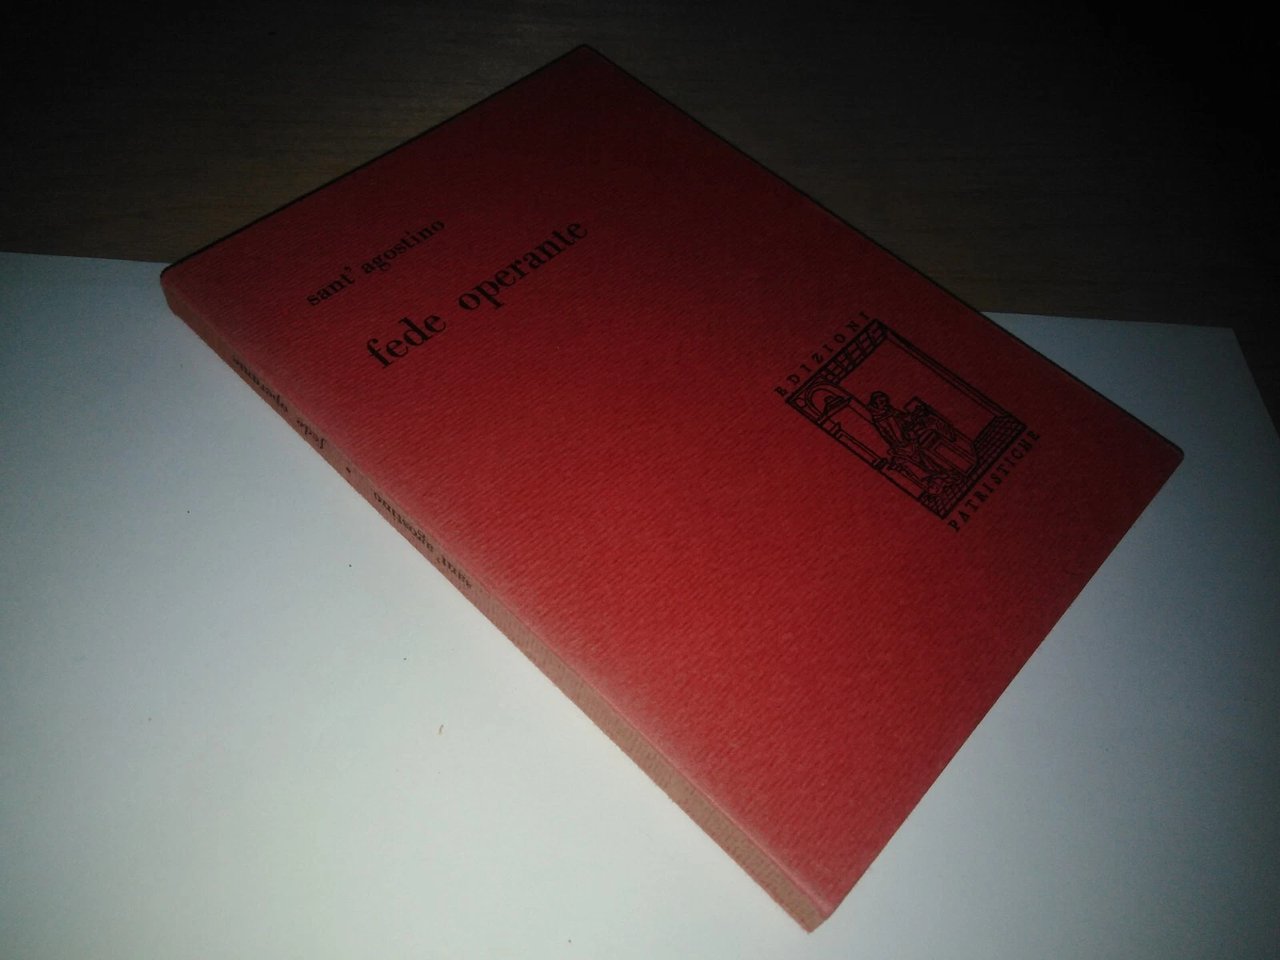 sant' agostino
fede operante
EDIZIONI
PATRISTICHE
sant' agostino • fede operante